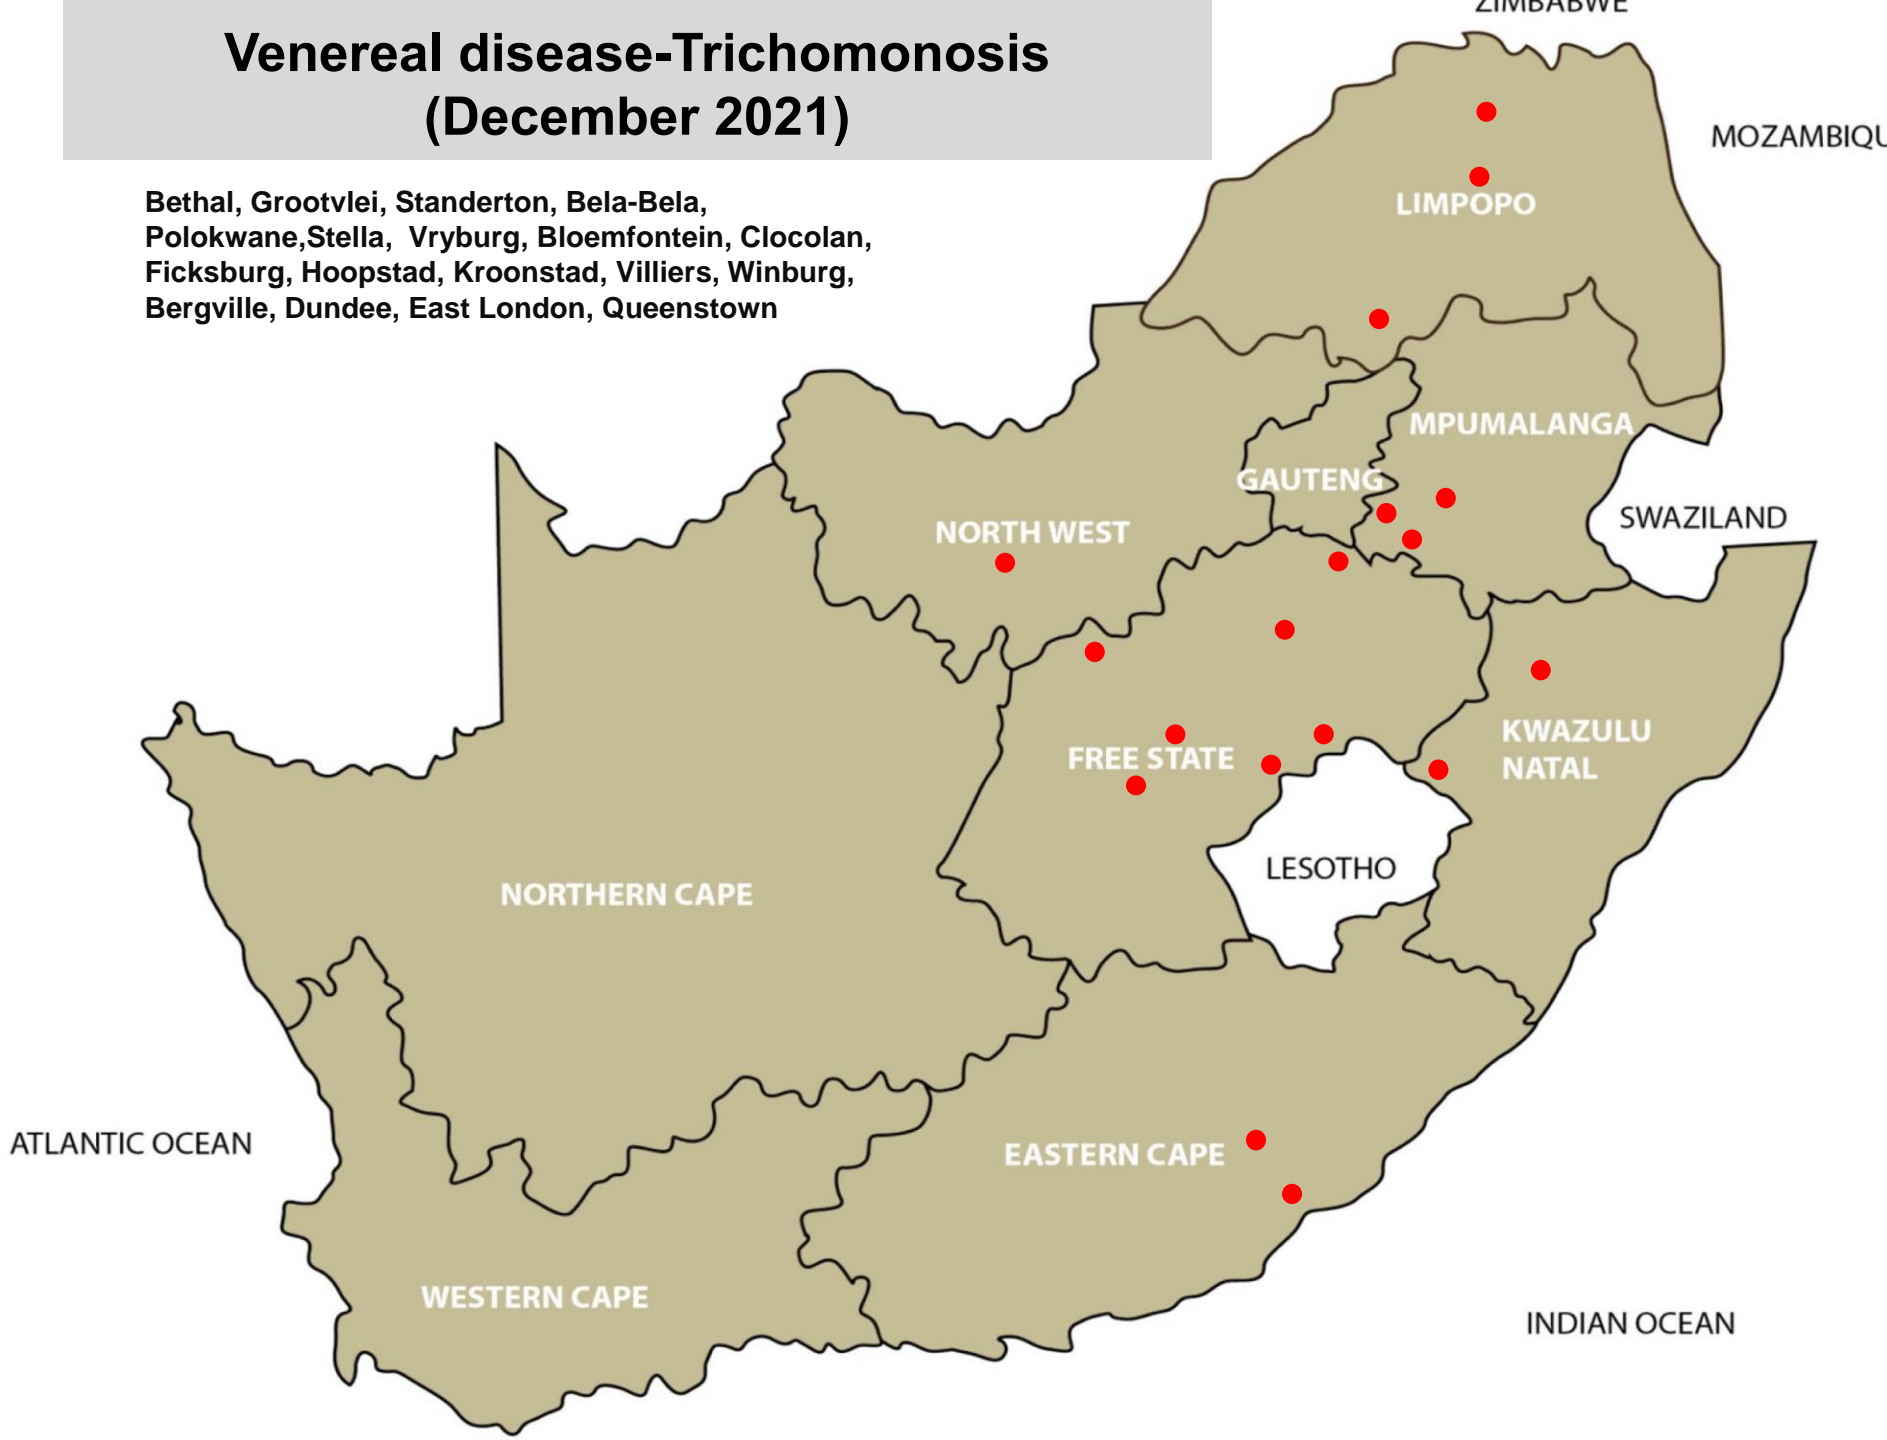 ZIMBABWE
Venereal disease-Trichomonosis
(December 2021)
MOZAMBIQU
Bethal, Grootvlei, Standerton, Bela-Bela,
Polokwane,Stella, Vryburg, Bloemfontein, Clocolan,
Ficksburg, Hoopstad, Kroonstad, Villiers, Winburg,
Bergville, Dundee, East London, Queenstown
LIMPOPO
MPUMALANGA
GAUTENG
SWAZILAND
NORTH WEST
KWAZULU
NATAL
FREE STATE
LESOTHO
NORTHERN CAPE
ATLANTIC OCEAN
EASTERN CAPE
WESTERN CAPE
INDIAN OCEAN